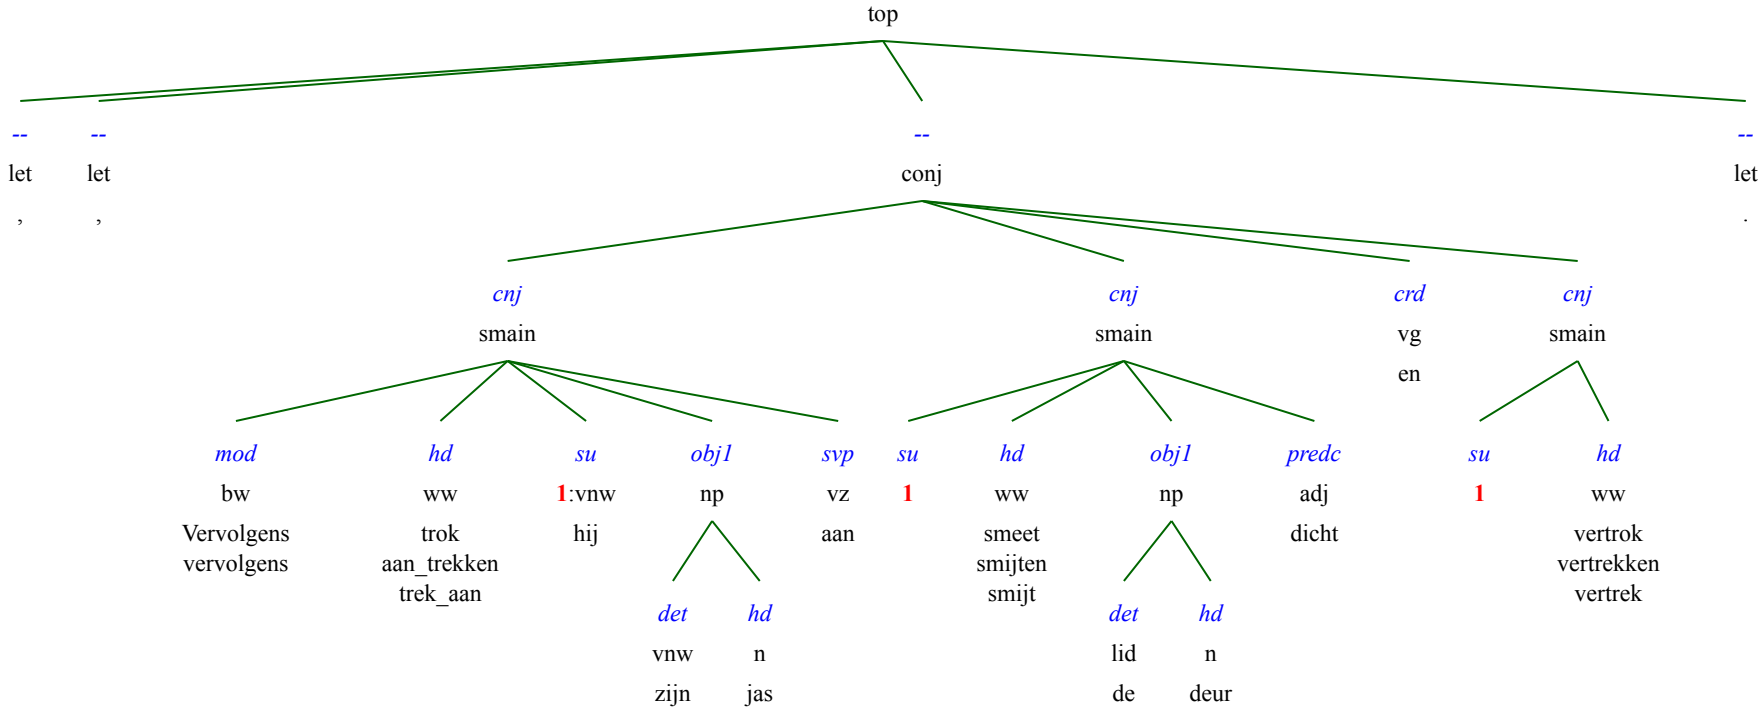 top
-- -- -- --
let let conj let
, , .
cnj cnj crd cnj
smain smain vg smain
en
mod hd su obj1 svp su hd obj1 predc su hd
bw ww 1:vnw np vz 1 ww np adj 1 ww
Vervolgens trok hij aan smeet dicht vertrok
vervolgens aan_trekken smijten vertrekken
trek_aan smijt vertrek
det hd det hd
vnw n lid n
zijn jas de deur